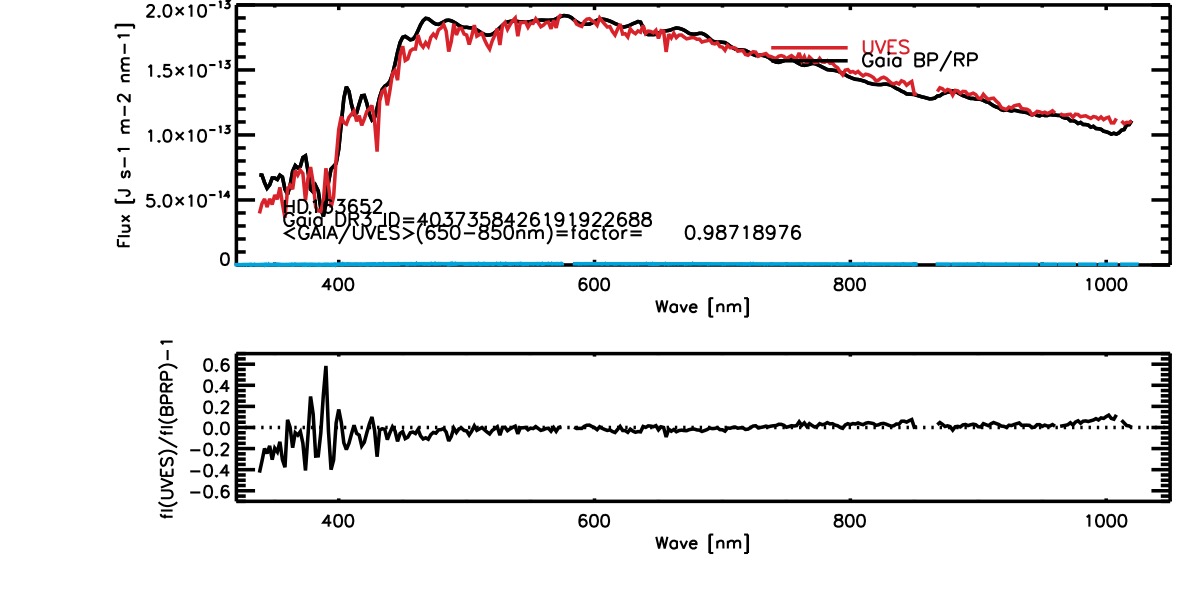 2.0×10−13
1.5×10−13
1.0×10−13
5.0×10−14
0
Flux [J s−1 m−2 nm−1]
UVES
Gaia BP/RP
Gaia DR3 ID=4037358426191922688
<GAIA/UVES>(650−850nm)=factor= 0.98718976
400 600 800 1000
Wave [nm]
fl(UVES)/fl(BPRP)−1
0.6
0.4
0.2
0.0
−0.2
−0.4
−0.6
400 600 800 1000
Wave [nm]